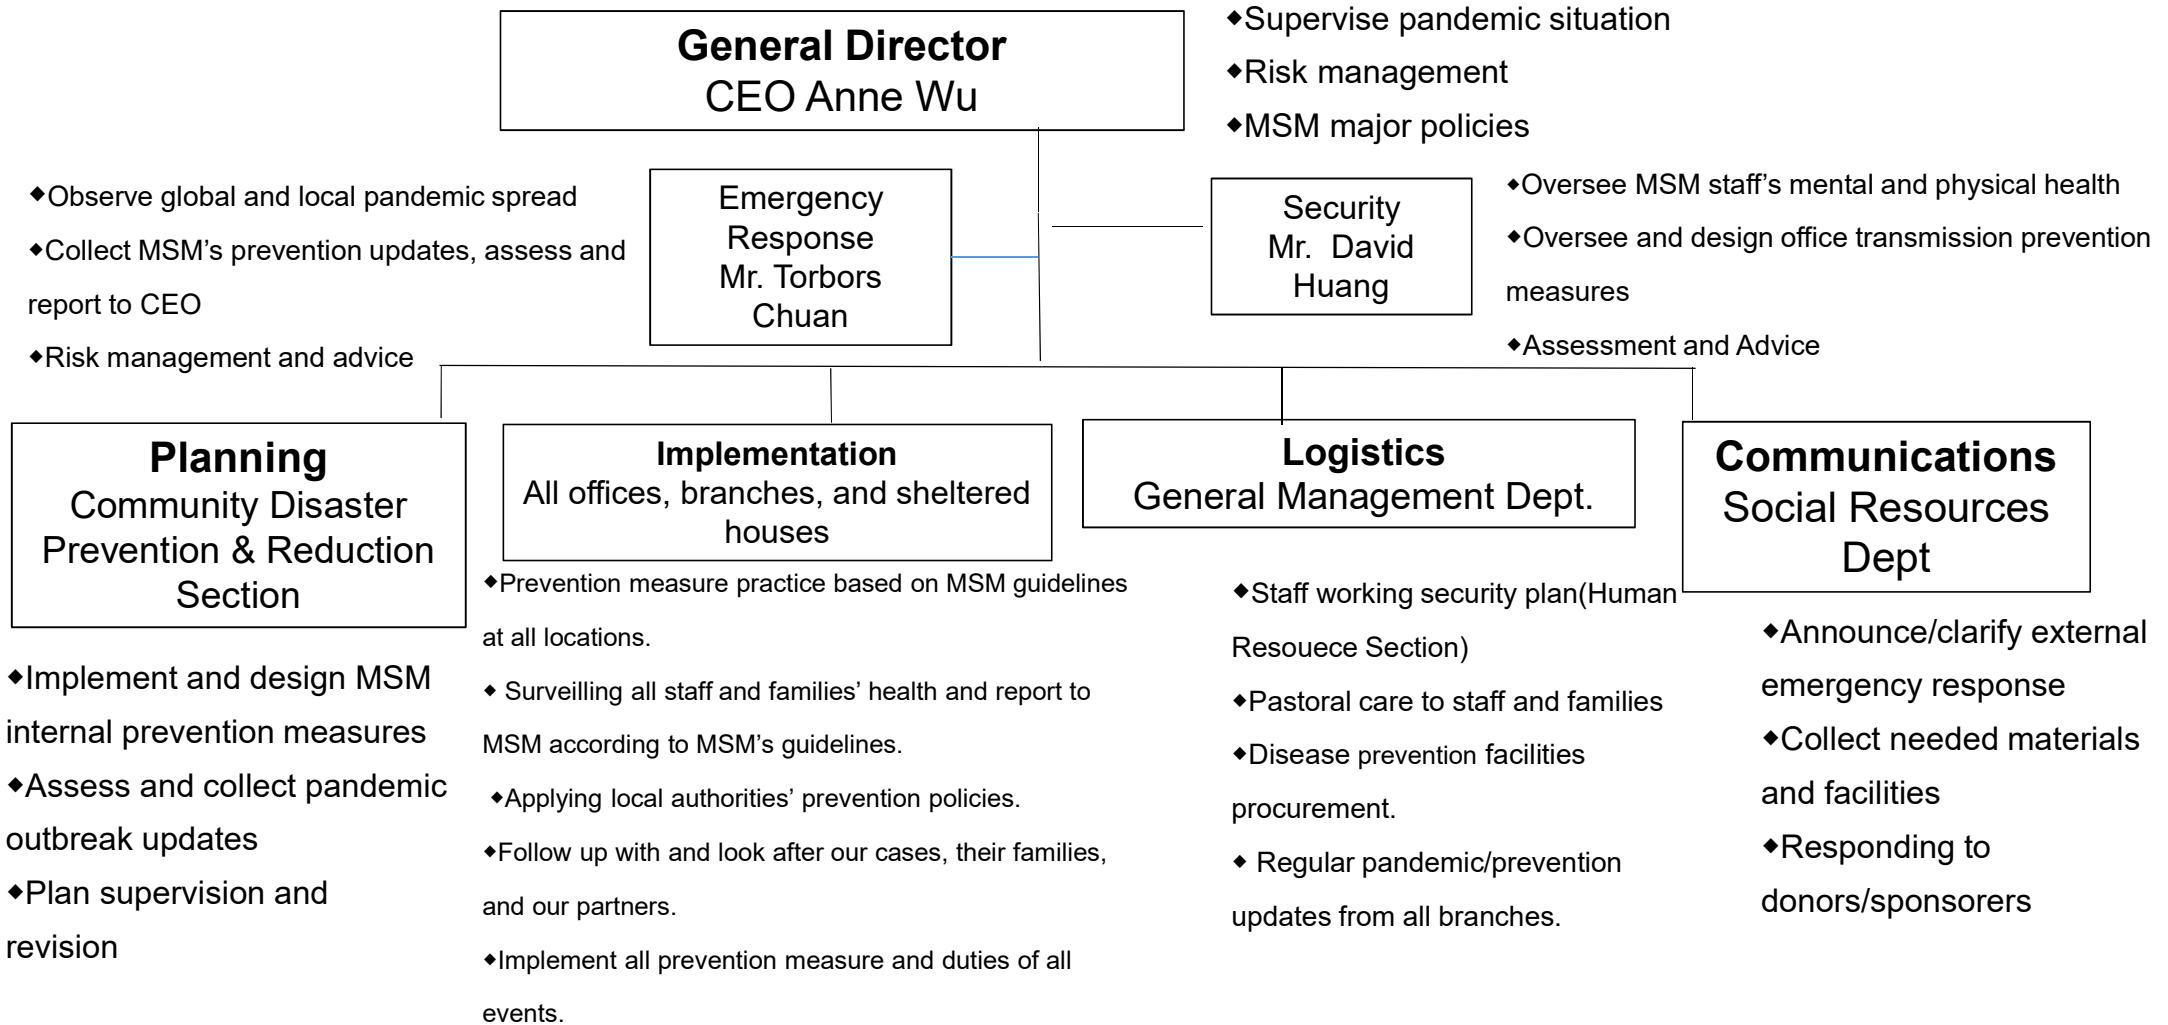 General Director
CEO Anne Wu
◆Supervise pandemic situation
◆Risk management
◆MSM major policies
◆Observe global and local pandemic spread
◆Collect MSM’s prevention updates, assess and
report to CEO
◆Risk management and advice
Emergency
Response
Mr. Torbors
Chuan
Security
Mr.  David
Huang
◆Oversee MSM staff’s mental and physical health
◆Oversee and design office transmission prevention
measures
◆Assessment and Advice
Planning
Community Disaster
Prevention & Reduction
Section
◆Implement and design MSM
internal prevention measures
◆Assess and collect pandemic
outbreak updates
◆Plan supervision and
revision
Implementation
All offices, branches, and sheltered
houses
◆Prevention measure practice based on MSM guidelines
at all locations.
◆ Surveilling all staff and families’ health and report to
MSM according to MSM’s guidelines.
◆Applying local authorities’ prevention policies.
◆Follow up with and look after our cases, their families,
and our partners.
◆Implement all prevention measure and duties of all
events.
Logistics
General Management Dept.
◆Staff working security plan(Human
Resouece Section)
◆Pastoral care to staff and families
◆Disease prevention facilities
procurement.
◆ Regular pandemic/prevention
updates from all branches.
Communications
Social Resources
Dept
◆Announce/clarify external
emergency response
◆Collect needed materials
and facilities
◆Responding to
donors/sponsorers